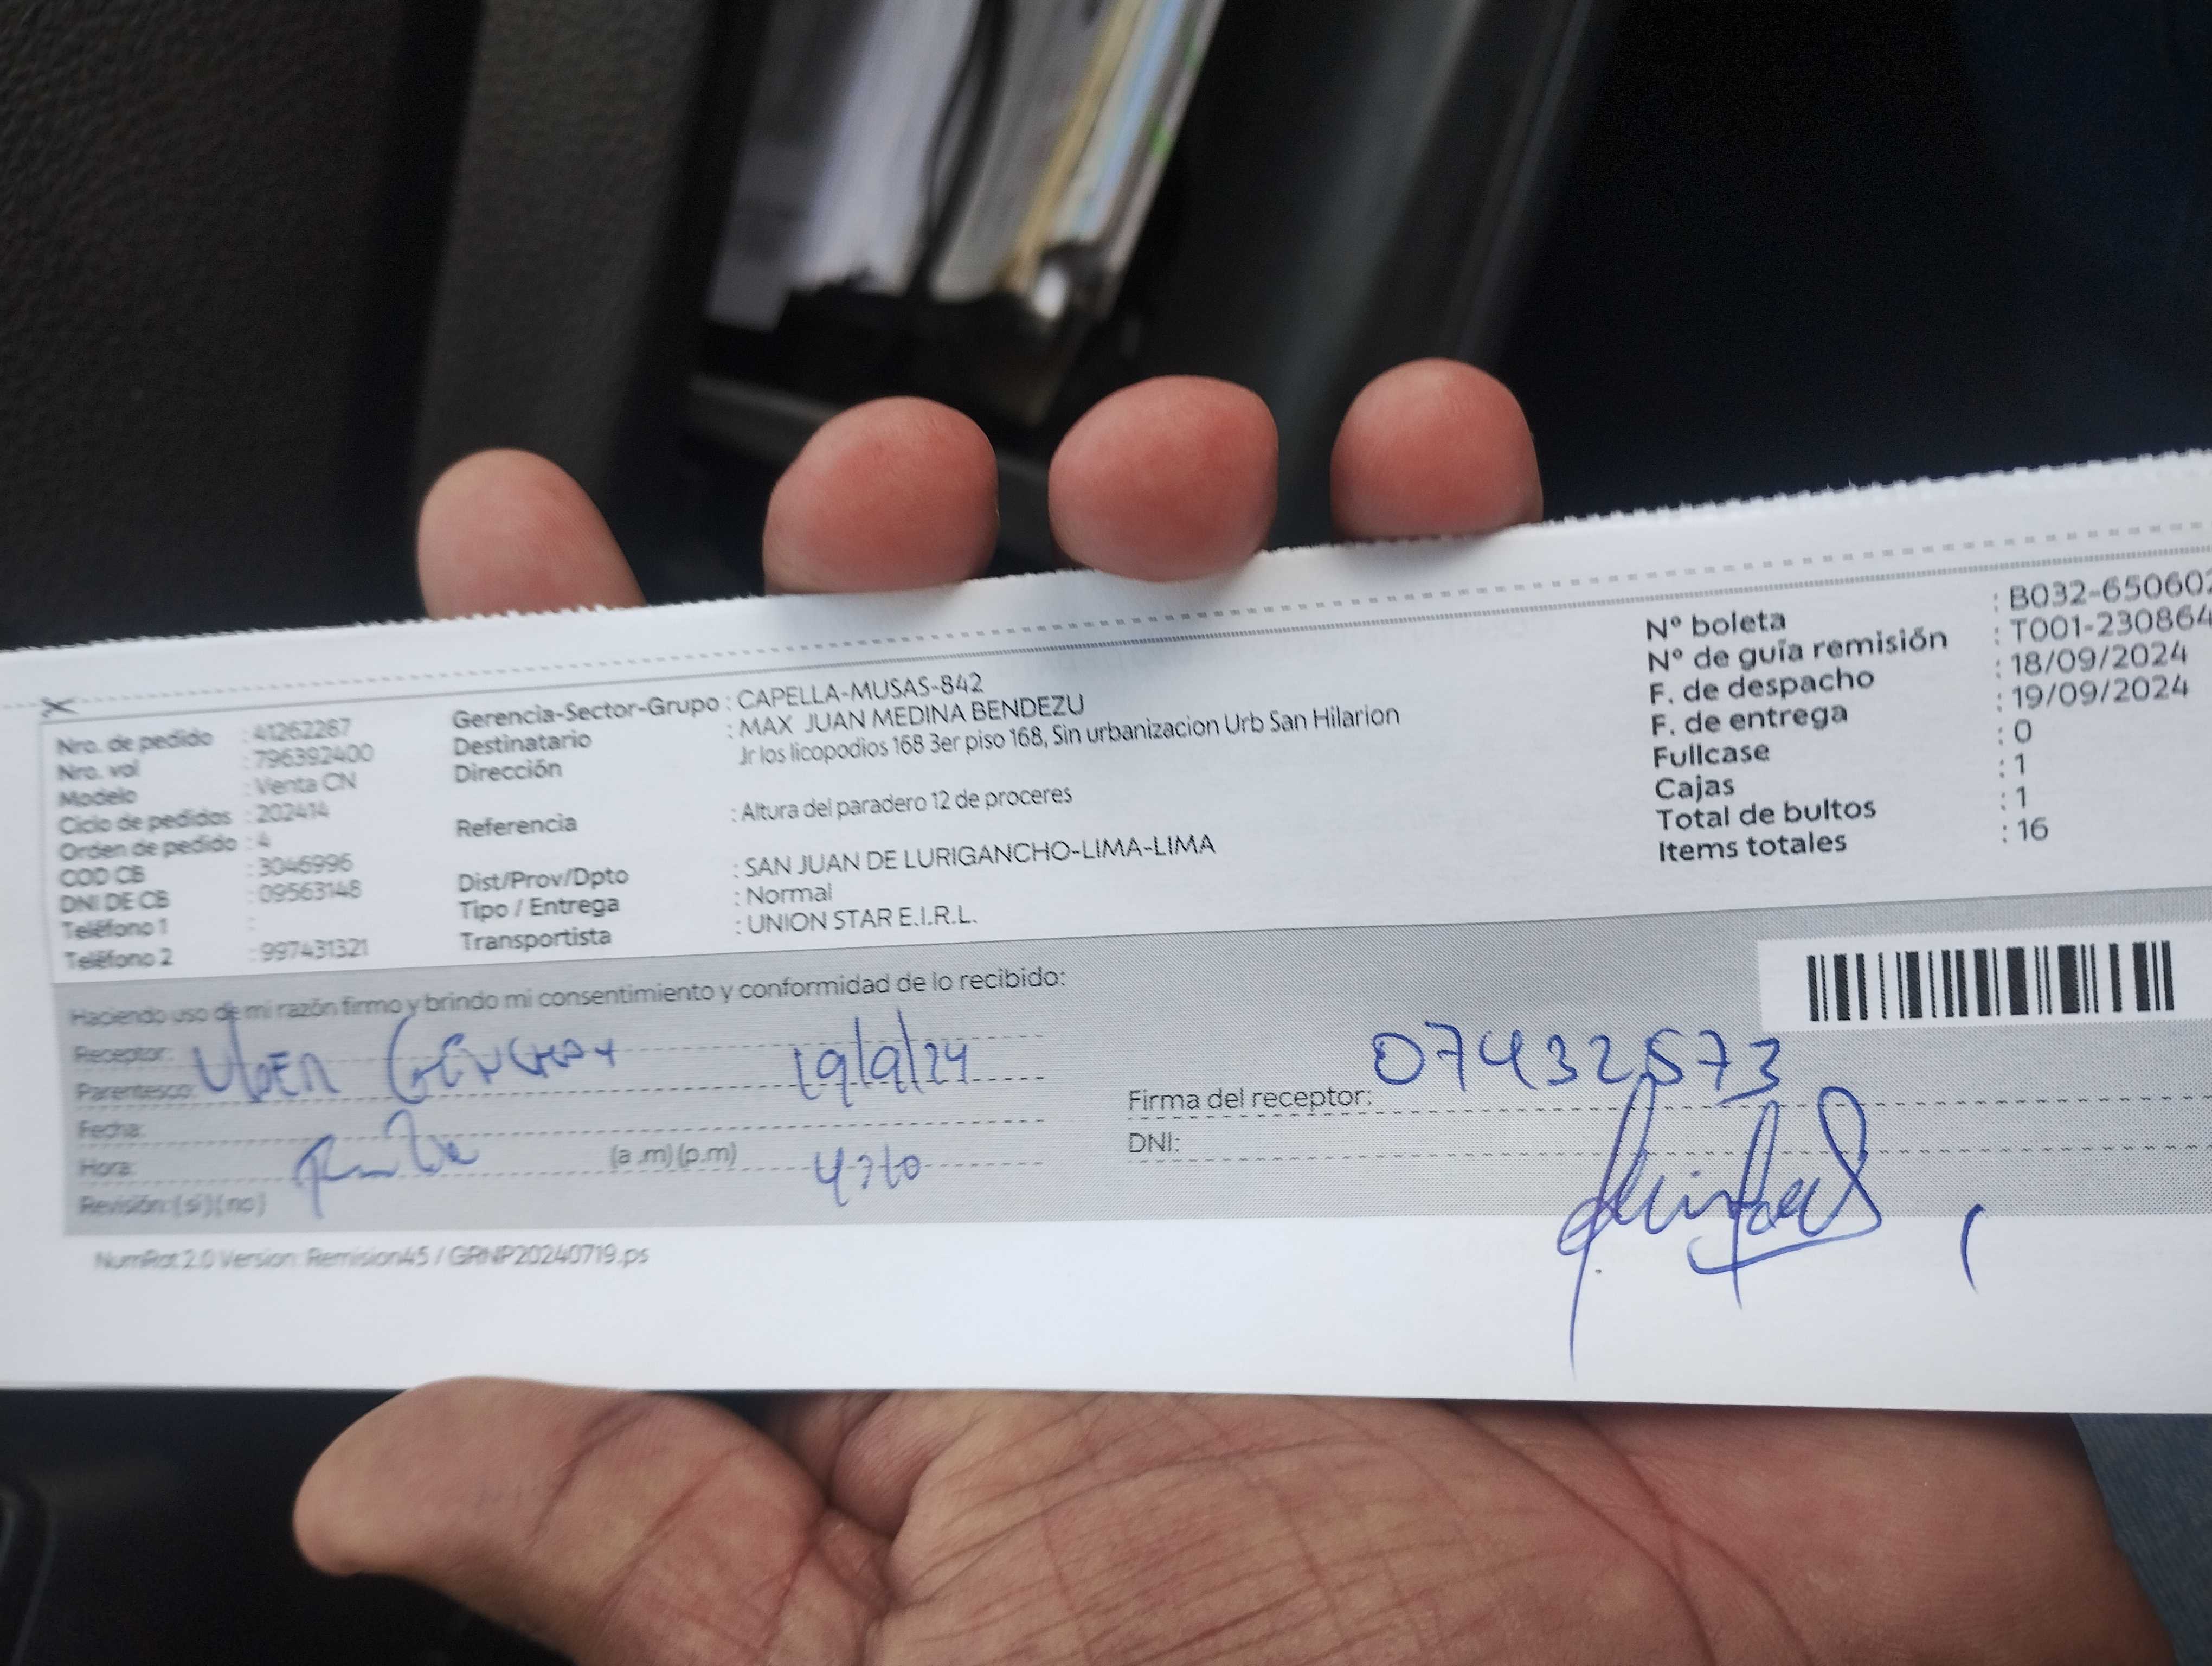 Nro. de pedido : 41262287
Nro. vol : 796392400
Modelo : Venta CN
Ciclo de pedidos : 202414
Orden de pedido : 4
COD CB : 3046996
DNI DE CB : 09563148
Teléfono 1 :
Teléfono 2 : 997431321
Gerencia-Sector-Grupo : CAPELLA-MUSAS-842
Destinatario : MAX JUAN MEDINA BENDEZU
Dirección : Jr los licopodios 168 3er piso 168, Sin urbanizacion Urb San Hilarion
Referencia : Altura del paradero 12 de proceres
Dist/Prov/Dpto : SAN JUAN DE LURIGANCHO-LIMA-LIMA
Tipo / Entrega : Normal
Transportista : UNION STAR E.I.R.L.
N° boleta : B032-650602
N° de guía remisión : T001-230864
F. de despacho : 18/09/2024
F. de entrega : 19/09/2024
Fullcase : 0
Cajas : 1
Total de bultos : 1
Items totales : 16
Haciendo uso de mi razón firmo y brindo mi consentimiento y conformidad de lo recibido:
Receptor:
Parentesco:
19/9/24
Fecha:
Hora: (a .m) (p.m)
Revisión: (si) (no)
07432573
Firma del receptor:
DNI:
NumRot 2.0 Version: Remision45 / GRNP20240719.ps